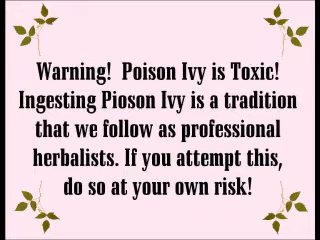 Warning!  Poison Ivy is Toxic!
Ingesting Pioson Ivy is a tradition
that we follow as professional
herbalists. If you attempt this,
do so at your own risk!